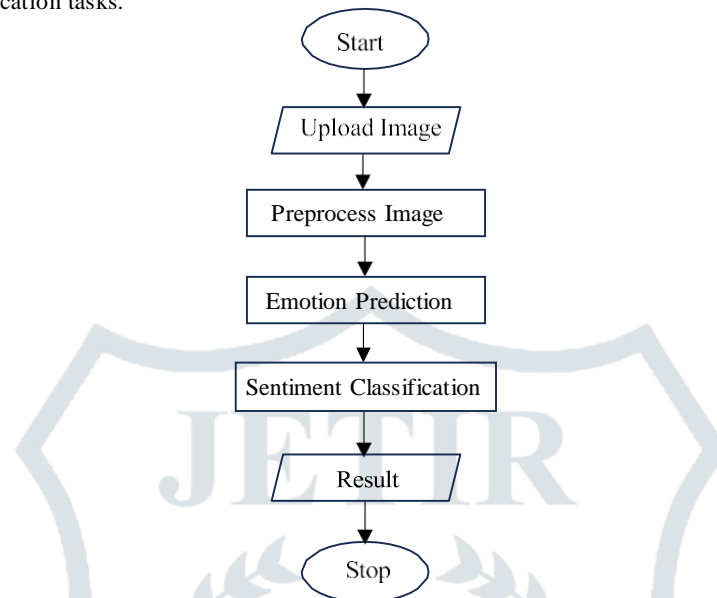 cation tasks.
Start
Upload Image
Preprocess Image
Emotion Prediction
Sentiment Classification
JETIR
Result
Stop